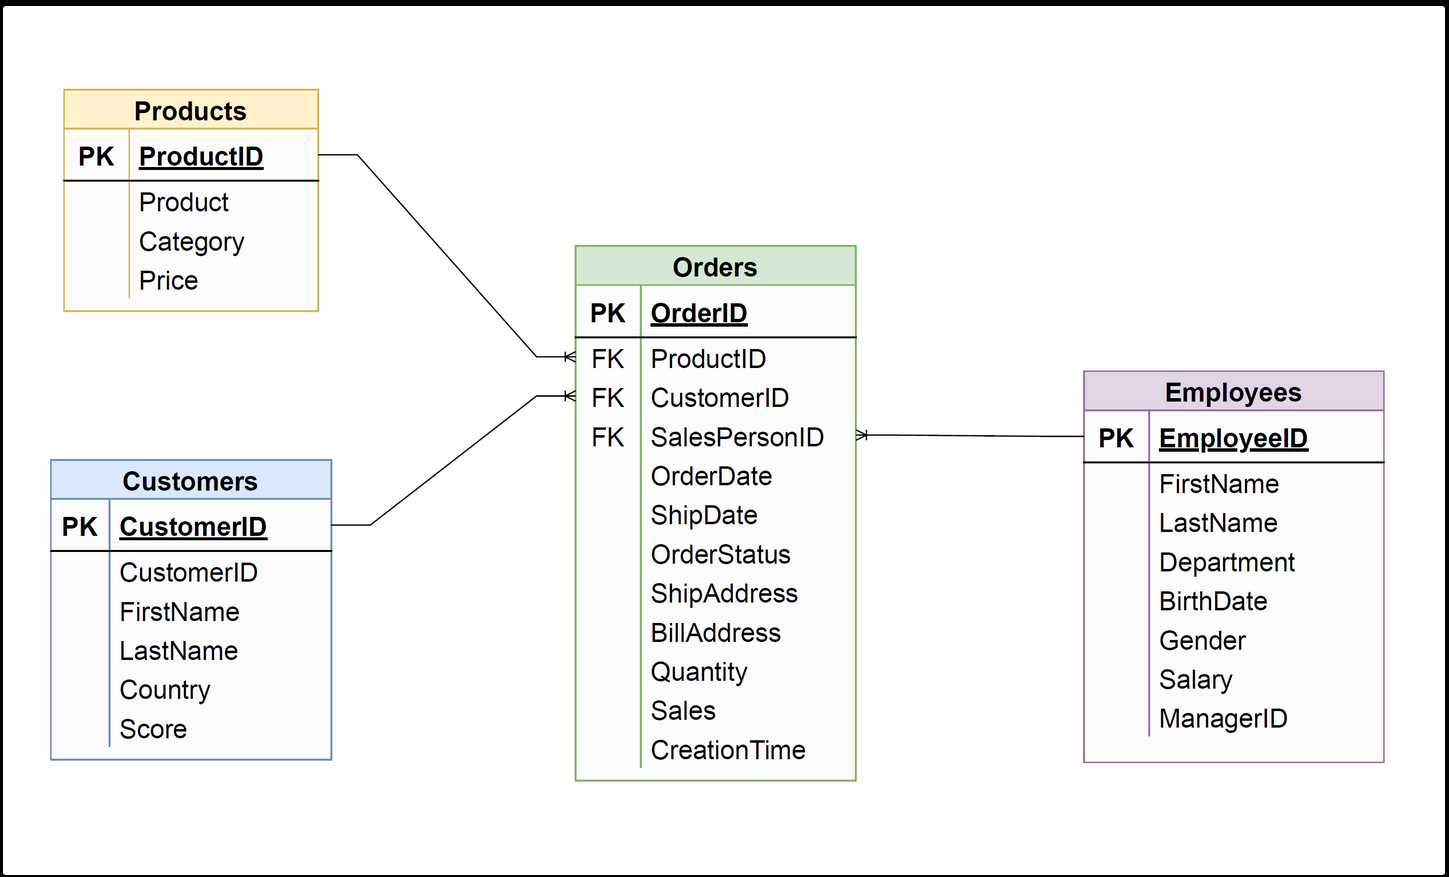 Products
PK ProductID
Product
Category
Price
Customers
PK CustomerID
CustomerID
FirstName
LastName
Country
Score
Orders
PK OrderID
FK ProductID
FK CustomerID
FK SalesPersonID
OrderDate
ShipDate
OrderStatus
ShipAddress
BillAddress
Quantity
Sales
CreationTime
Employees
PK EmployeeID
FirstName
LastName
Department
BirthDate
Gender
Salary
ManagerID